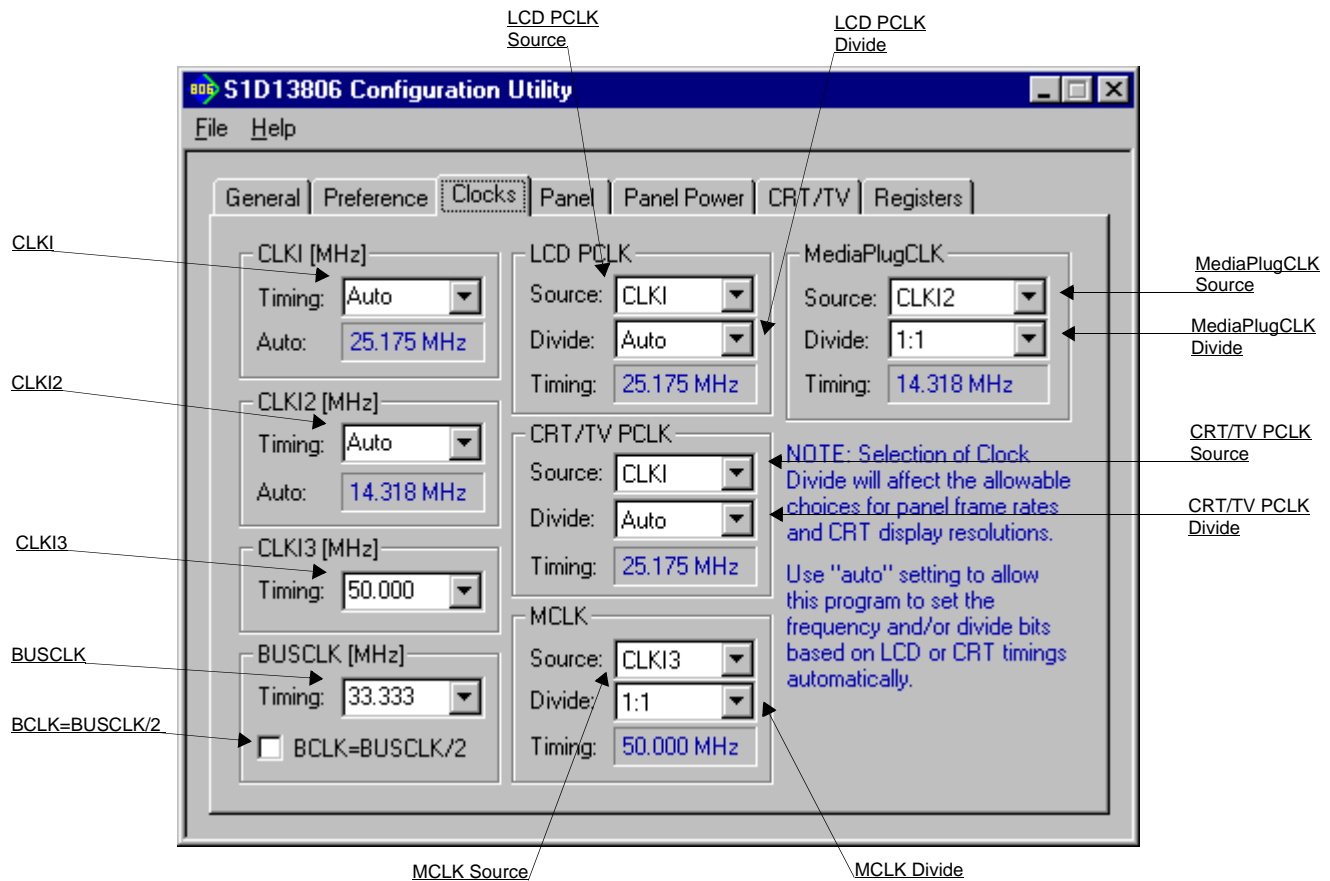 LCD PCLK
Source
LCD PCLK
Divide
806 S1D13806 Configuration Utility
File Help
General Preference Clocks Panel Panel Power CRT/TV Registers
CLKI
CLKI [MHz]
Timing: Auto
Auto: 25.175 MHz
CLKI2
CLKI2 [MHz]
Timing: Auto
Auto: 14.318 MHz
CLKI3
CLKI3 [MHz]
Timing: 50.000
BUSCLK
BUSCLK [MHz]
Timing: 33.333
BCLK=BUSCLK/2
BCLK=BUSCLK/2
LCD PCLK
Source: CLKI
Divide: Auto
Timing: 25.175 MHz
CRT/TV PCLK
Source: CLKI
Divide: Auto
Timing: 25.175 MHz
MCLK
Source: CLKI3
Divide: 1:1
Timing: 50.000 MHz
MediaPlugCLK
Source: CLKI2
Divide: 1:1
Timing: 14.318 MHz
NOTE: Selection of Clock
Divide will affect the allowable
choices for panel frame rates
and CRT display resolutions.
Use "auto" setting to allow
this program to set the
frequency and/or divide bits
based on LCD or CRT timings
automatically.
MediaPlugCLK
Source
MediaPlugCLK
Divide
CRT/TV PCLK
Source
CRT/TV PCLK
Divide
MCLK Source
MCLK Divide